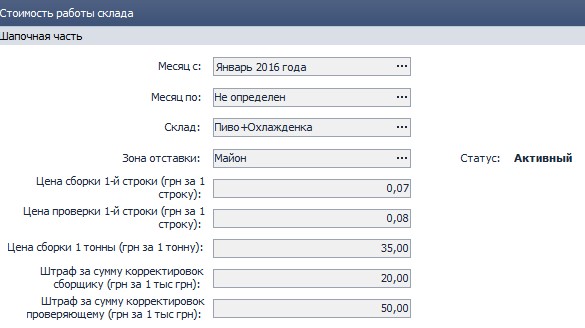 Стоимость работы склада
Шапочная часть
Месяц с: Январь 2016 года ...
Месяц по: Не определен ...
Склад: Пиво+Охлажденка ...
Зона отставки: Майон ...
Статус: Активный
Цена сборки 1-й строки (грн за 1
строку): 0,07
Цена проверки 1-й строки (грн за 1
строку): 0,08
Цена сборки 1 тонны (грн за 1 тонну): 35,00
Штраф за сумму корректировок
сборщику (грн за 1 тыс грн): 20,00
Штраф за сумму корректировок
проверяющему (грн за 1 тыс грн): 50,00